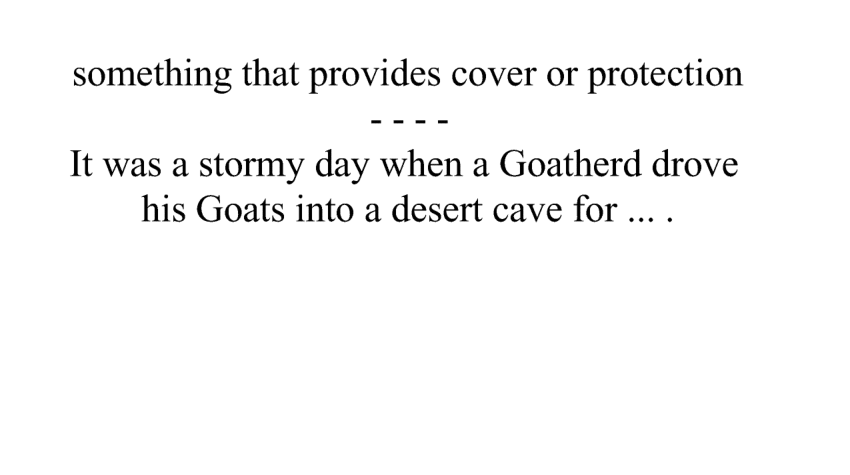 something that provides cover or protection
- - - -
It was a stormy day when a Goatherd drove
his Goats into a desert cave for ... .